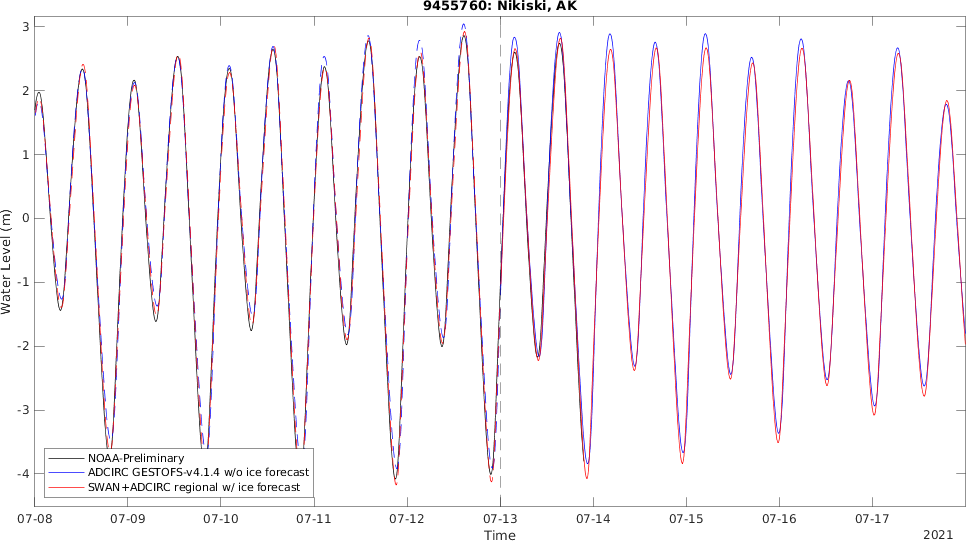 9455760: Nikiski, AK
3
2
1
0
-1
-2
-3
-4
Water Level (m)
NOAA-Preliminary
ADCIRC GESTOFS-v4.1.4 w/o ice forecast
SWAN+ADCIRC regional w/ ice forecast
07-08 07-09 07-10 07-11 07-12 07-13 07-14 07-15 07-16 07-17
Time
2021